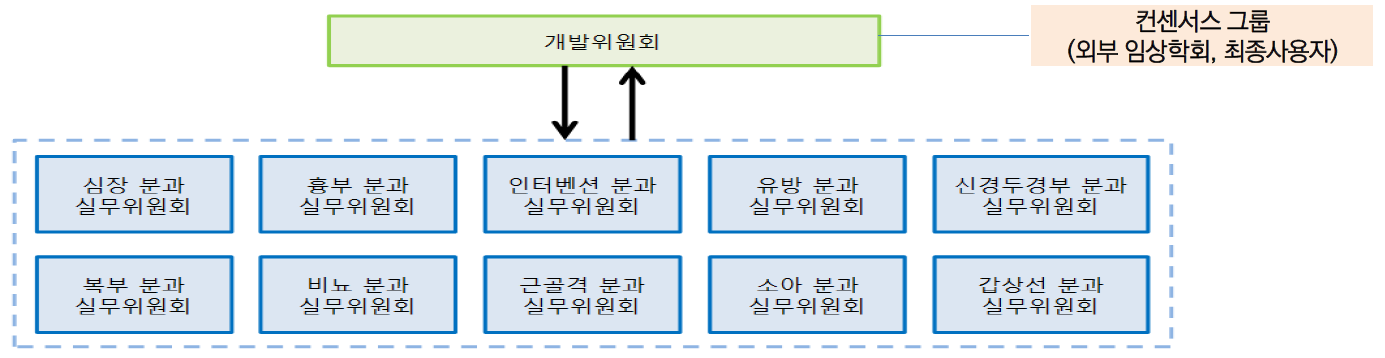 개발위원회
컨센서스 그룹
(외부 임상학회, 최종사용자)
심장 분과
실무위원회
흉부 분과
실무위원회
인터벤션 분과
실무위원회
유방 분과
실무위원회
신경두경부 분과
실무위원회
복부 분과
실무위원회
비뇨 분과
실무위원회
근골격 분과
실무위원회
소아 분과
실무위원회
갑상선 분과
실무위원회